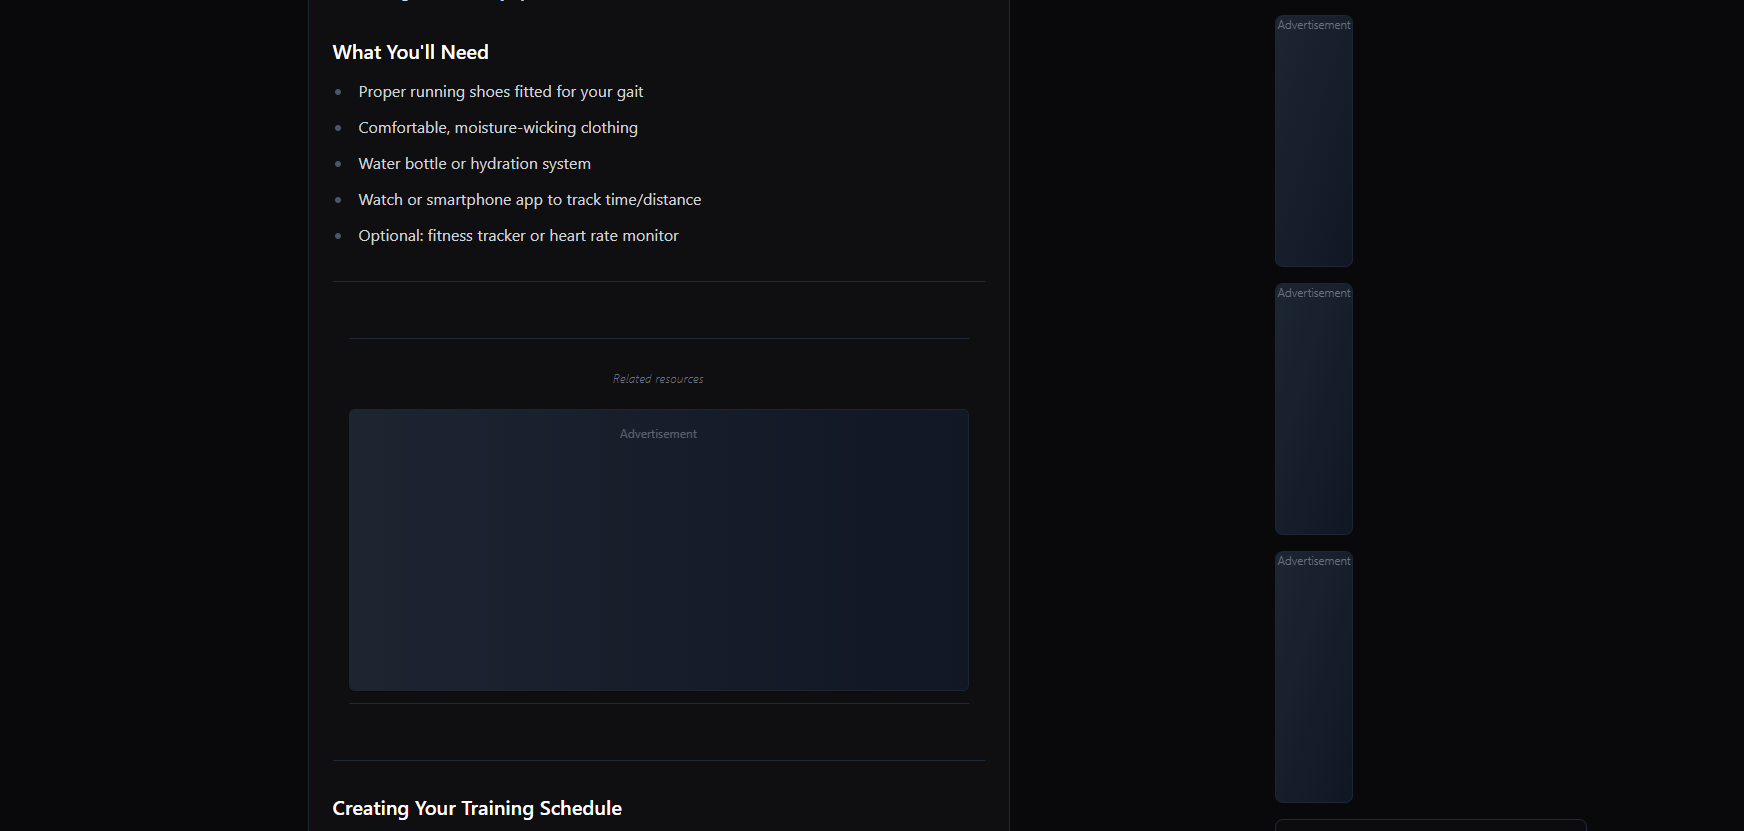 What You'll Need
Proper running shoes fitted for your gait
Comfortable, moisture-wicking clothing
Water bottle or hydration system
Watch or smartphone app to track time/distance
Optional: fitness tracker or heart rate monitor
Related resources
Advertisement
Creating Your Training Schedule
Advertisement
Advertisement
Advertisement